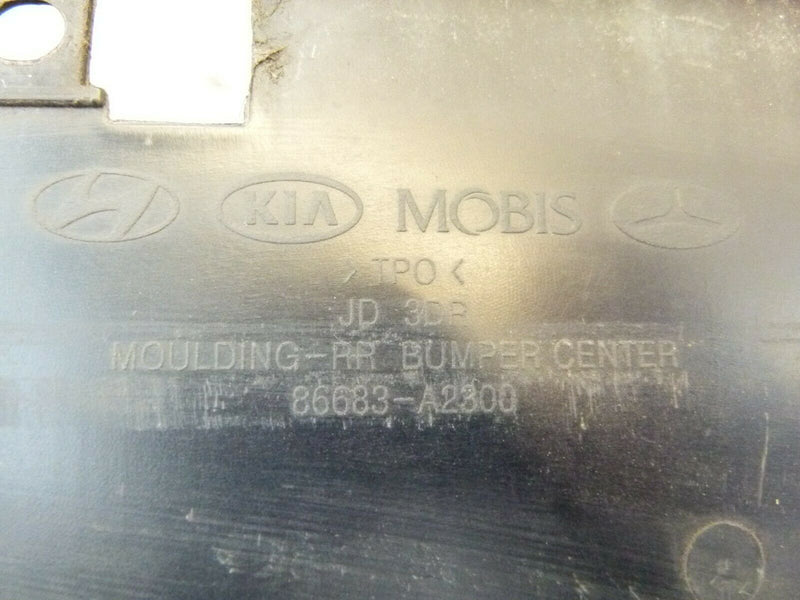 KIA MOBIS
>TPO<
JD 3DR
MOULDING-RR BUMPER CENTER
86683-A2300